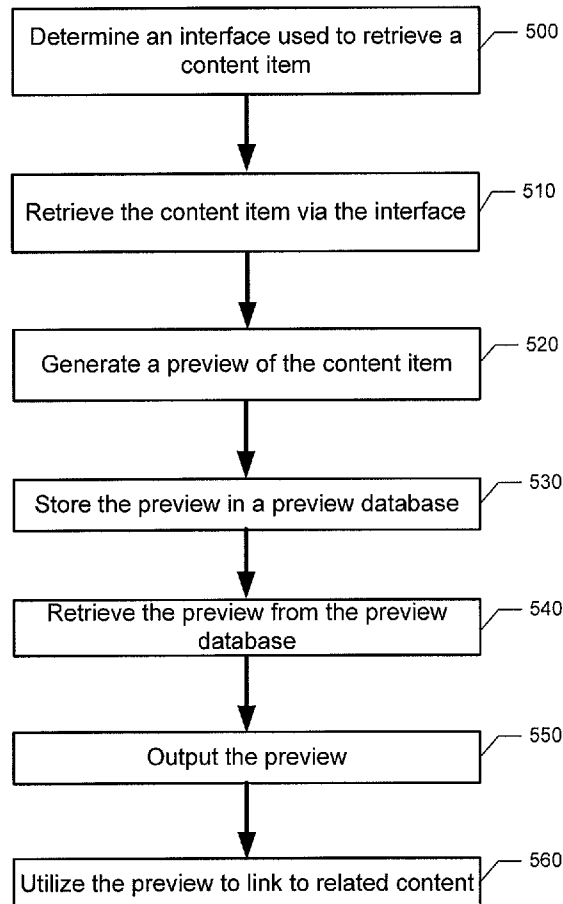 Determine an interface used to retrieve a
content item
500
Retrieve the content item via the interface
510
Generate a preview of the content item
520
Store the preview in a preview database
530
Retrieve the preview from the preview
database
540
Output the preview
550
Utilize the preview to link to related content
560